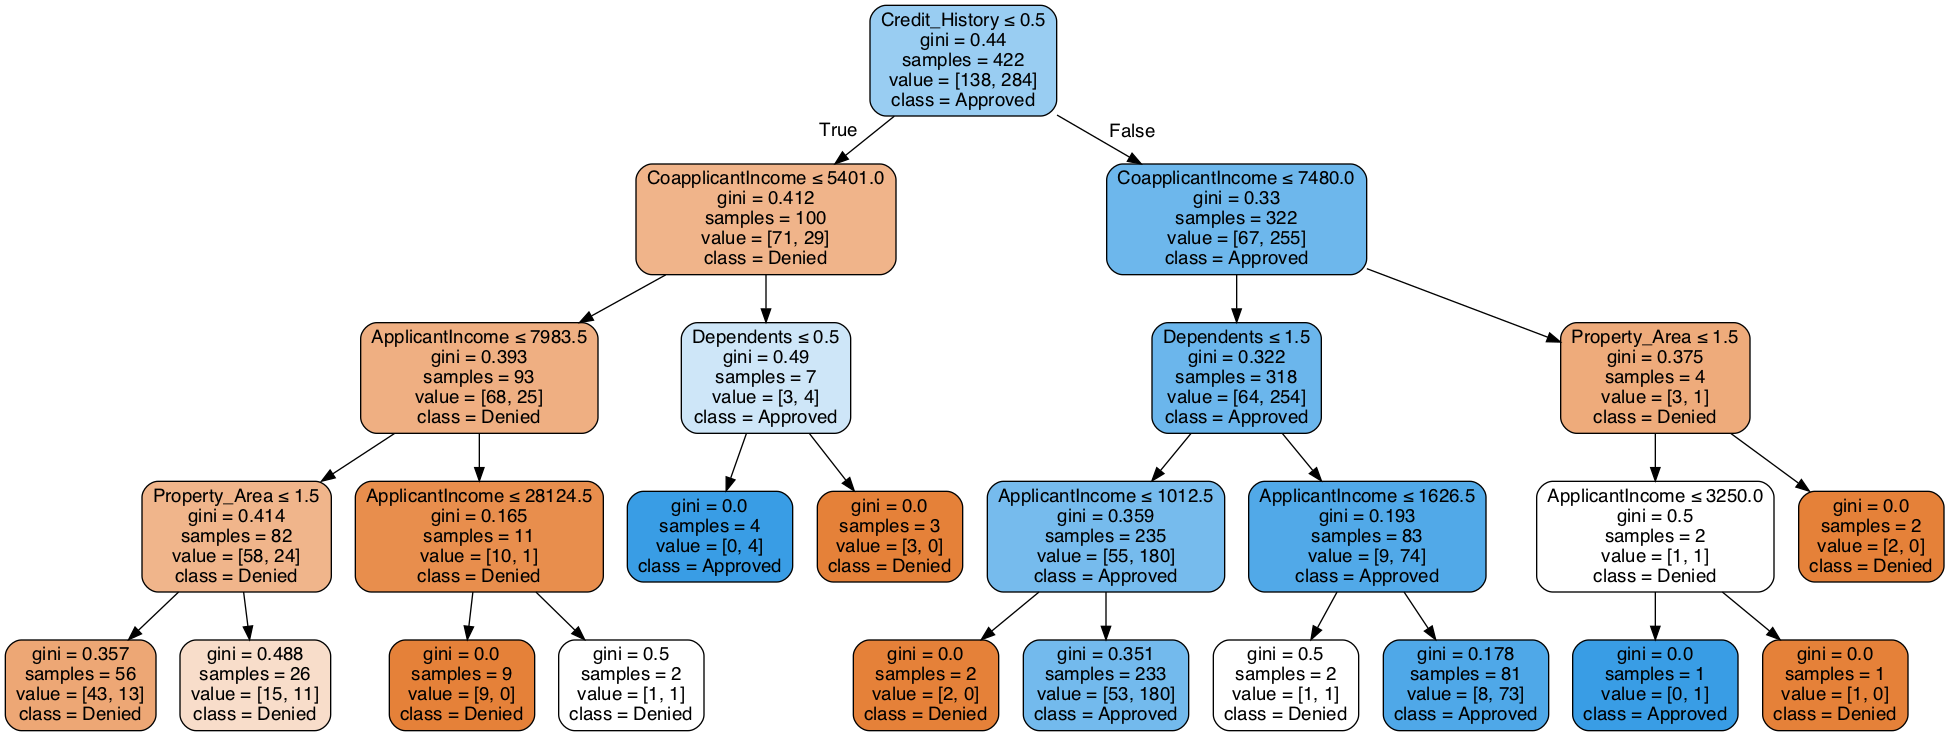 Credit_History ≤ 0.5
gini = 0.44
samples = 422
value = [138, 284]
class = Approved
True
False
CoapplicantIncome ≤ 5401.0
gini = 0.412
samples = 100
value = [71, 29]
class = Denied
CoapplicantIncome ≤ 7480.0
gini = 0.33
samples = 322
value = [67, 255]
class = Approved
ApplicantIncome ≤ 7983.5
gini = 0.393
samples = 93
value = [68, 25]
class = Denied
Dependents ≤ 0.5
gini = 0.49
samples = 7
value = [3, 4]
class = Approved
Dependents ≤ 1.5
gini = 0.322
samples = 318
value = [64, 254]
class = Approved
Property_Area ≤ 1.5
gini = 0.375
samples = 4
value = [3, 1]
class = Denied
Property_Area ≤ 1.5
gini = 0.414
samples = 82
value = [58, 24]
class = Denied
ApplicantIncome ≤ 28124.5
gini = 0.165
samples = 11
value = [10, 1]
class = Denied
gini = 0.0
samples = 4
value = [0, 4]
class = Approved
gini = 0.0
samples = 3
value = [3, 0]
class = Denied
ApplicantIncome ≤ 1012.5
gini = 0.359
samples = 235
value = [55, 180]
class = Approved
ApplicantIncome ≤ 1626.5
gini = 0.193
samples = 83
value = [9, 74]
class = Approved
ApplicantIncome ≤ 3250.0
gini = 0.5
samples = 2
value = [1, 1]
class = Denied
gini = 0.0
samples = 2
value = [2, 0]
class = Denied
gini = 0.357
samples = 56
value = [43, 13]
class = Denied
gini = 0.488
samples = 26
value = [15, 11]
class = Denied
gini = 0.0
samples = 9
value = [9, 0]
class = Denied
gini = 0.5
samples = 2
value = [1, 1]
class = Denied
gini = 0.0
samples = 2
value = [2, 0]
class = Denied
gini = 0.351
samples = 233
value = [53, 180]
class = Approved
gini = 0.5
samples = 2
value = [1, 1]
class = Denied
gini = 0.178
samples = 81
value = [8, 73]
class = Approved
gini = 0.0
samples = 1
value = [0, 1]
class = Approved
gini = 0.0
samples = 1
value = [1, 0]
class = Denied